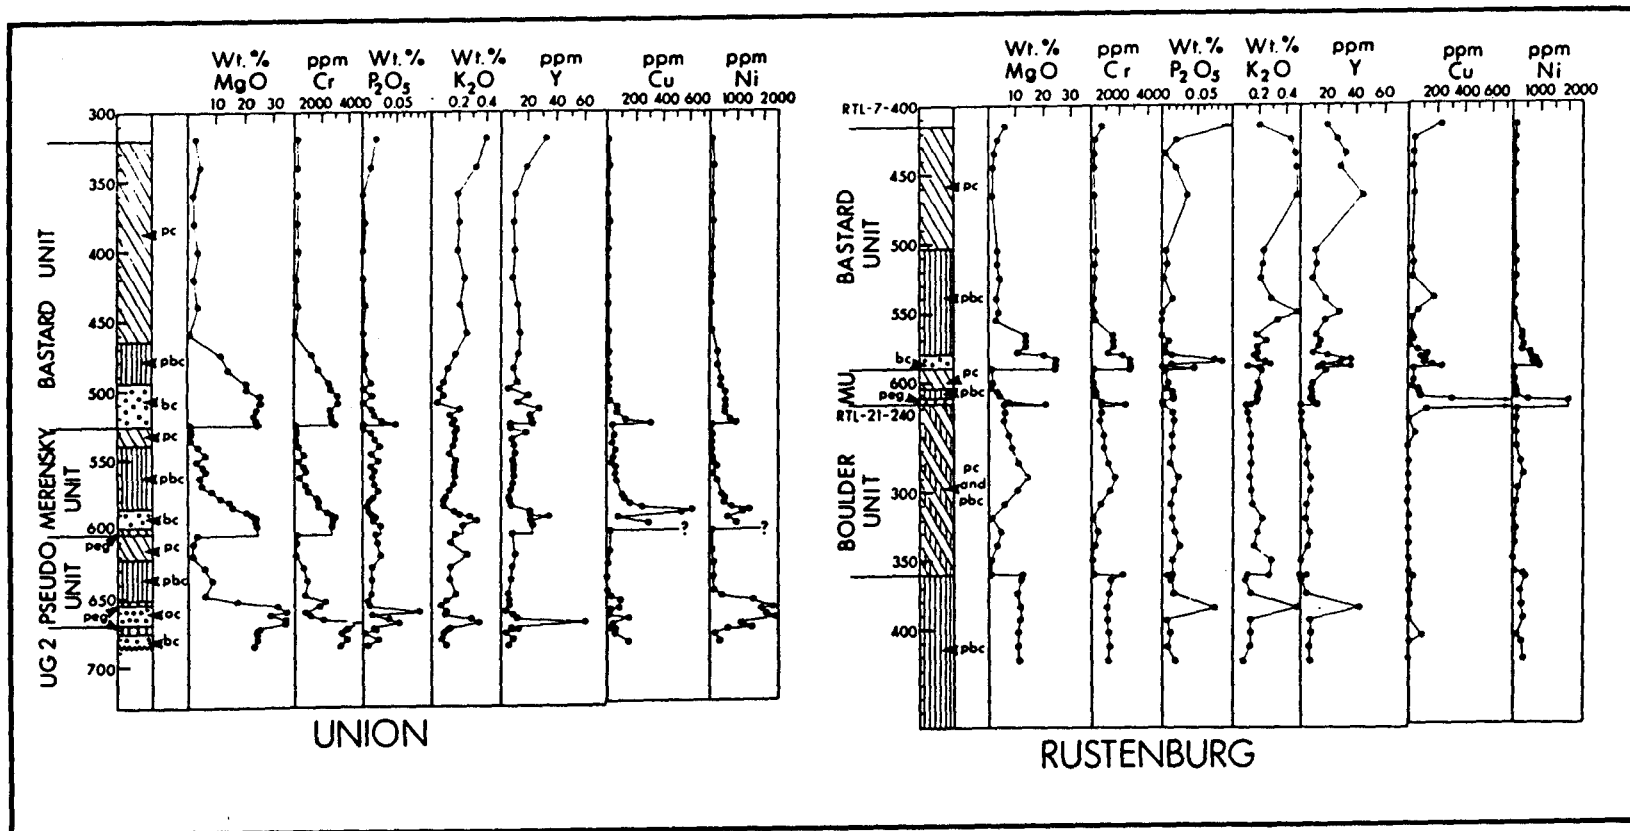 Wt.% ppm Wt.% Wt.% ppm ppm ppm
MgO Cr P2O5 K2O Y Cu Ni
10 20 30 2000 4000 0.05 0.2 0.4 20 40 60 200 400 600 1000 2000
300
350
400
450
500
550
600
650
700
BASTARD UNIT
MERENSKY UNIT
PSEUDO UNIT
UG2
pc
pbc
bc
pc
pbc
bc
peg
pc
pbc
peg
oc
bc
?
?
UNION
Wt.% ppm Wt.% Wt.% ppm ppm ppm
MgO Cr P2O5 K2O Y Cu Ni
10 20 30 2000 4000 0.05 0.2 0.4 20 40 60 200 400 600 1000 2000
RTL-7-400
450
500
550
600
RTL-21-240
300
350
400
BASTARD UNIT
MU
BOULDER UNIT
pc
pbc
bc
pc
pbc
peg
pc
and
pbc
pbc
RUSTENBURG